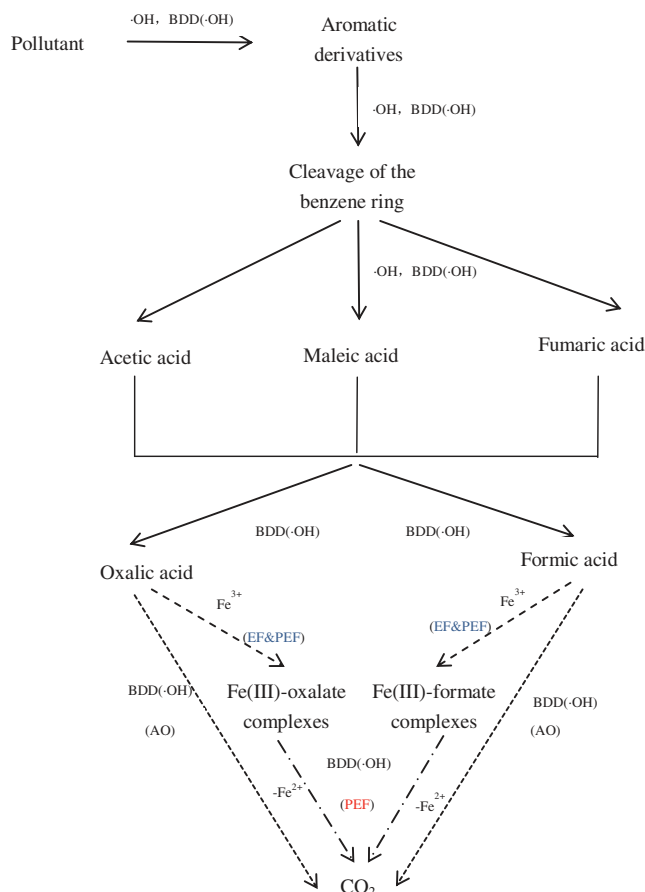 ·OH, BDD(·OH)
Pollutant
Aromatic
derivatives
·OH, BDD(·OH)
Cleavage of the
benzene ring
·OH, BDD(·OH)
Acetic acid
Maleic acid
Fumaric acid
BDD(·OH)
BDD(·OH)
Oxalic acid
Formic acid
Fe3+
Fe3+
(EF&PEF)
(EF&PEF)
BDD(·OH)
(AO)
Fe(III)-oxalate
complexes
Fe(III)-formate
complexes
BDD(·OH)
(AO)
BDD(·OH)
-Fe2+
(PEF)
-Fe2+
CO2